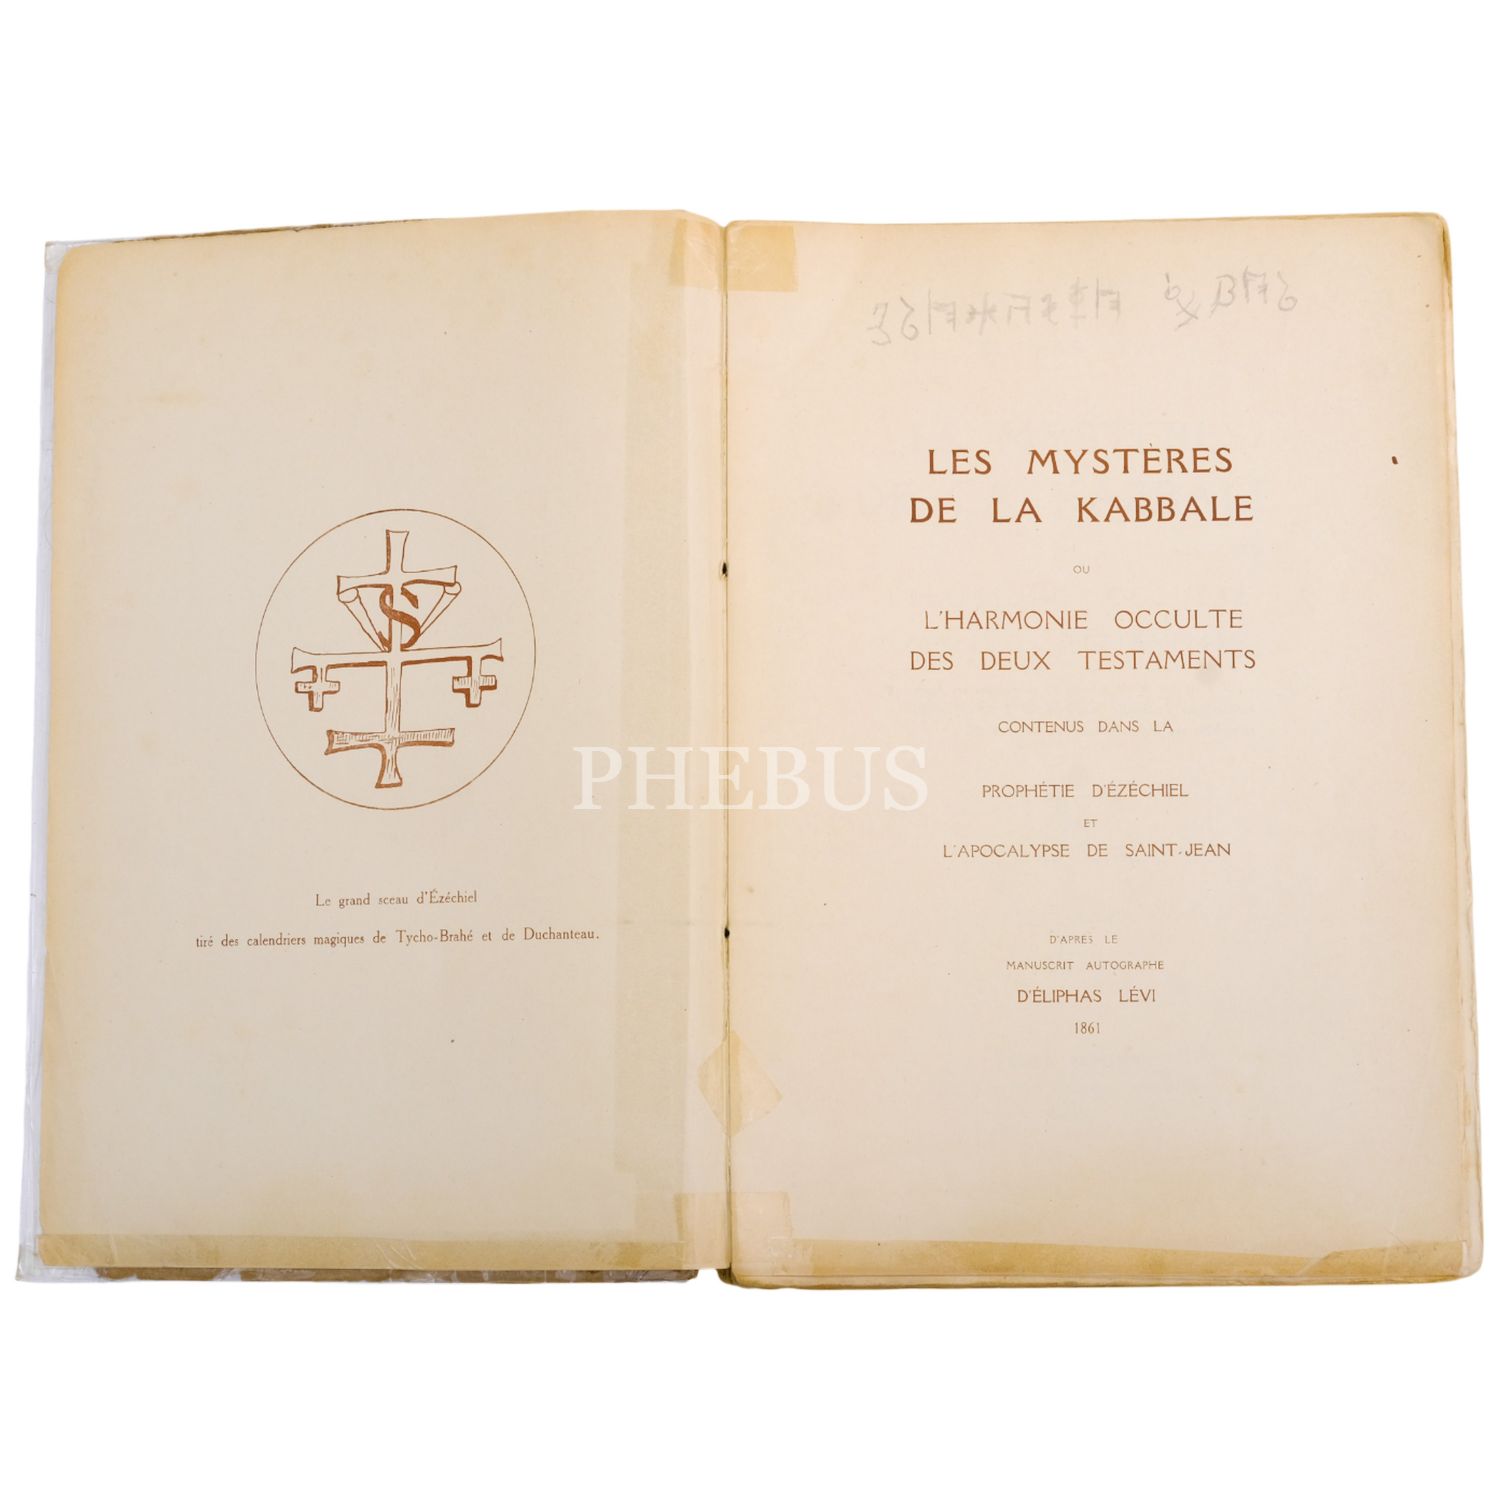 Le grand sceau d'Ézéchiel
tiré des calendriers magiques de Tycho-Brahé et de Duchanteau.
LES MYSTÈRES
DE LA KABBALE
OU
L'HARMONIE OCCULTE
DES DEUX TESTAMENTS
CONTENUS DANS LA
PROPHÉTIE D'ÉZÉCHIEL
ET
L'APOCALYPSE DE SAINT-JEAN
D'APRÈS LE
MANUSCRIT AUTOGRAPHE
D'ÉLIPHAS LÉVI
1861
PHEBUS